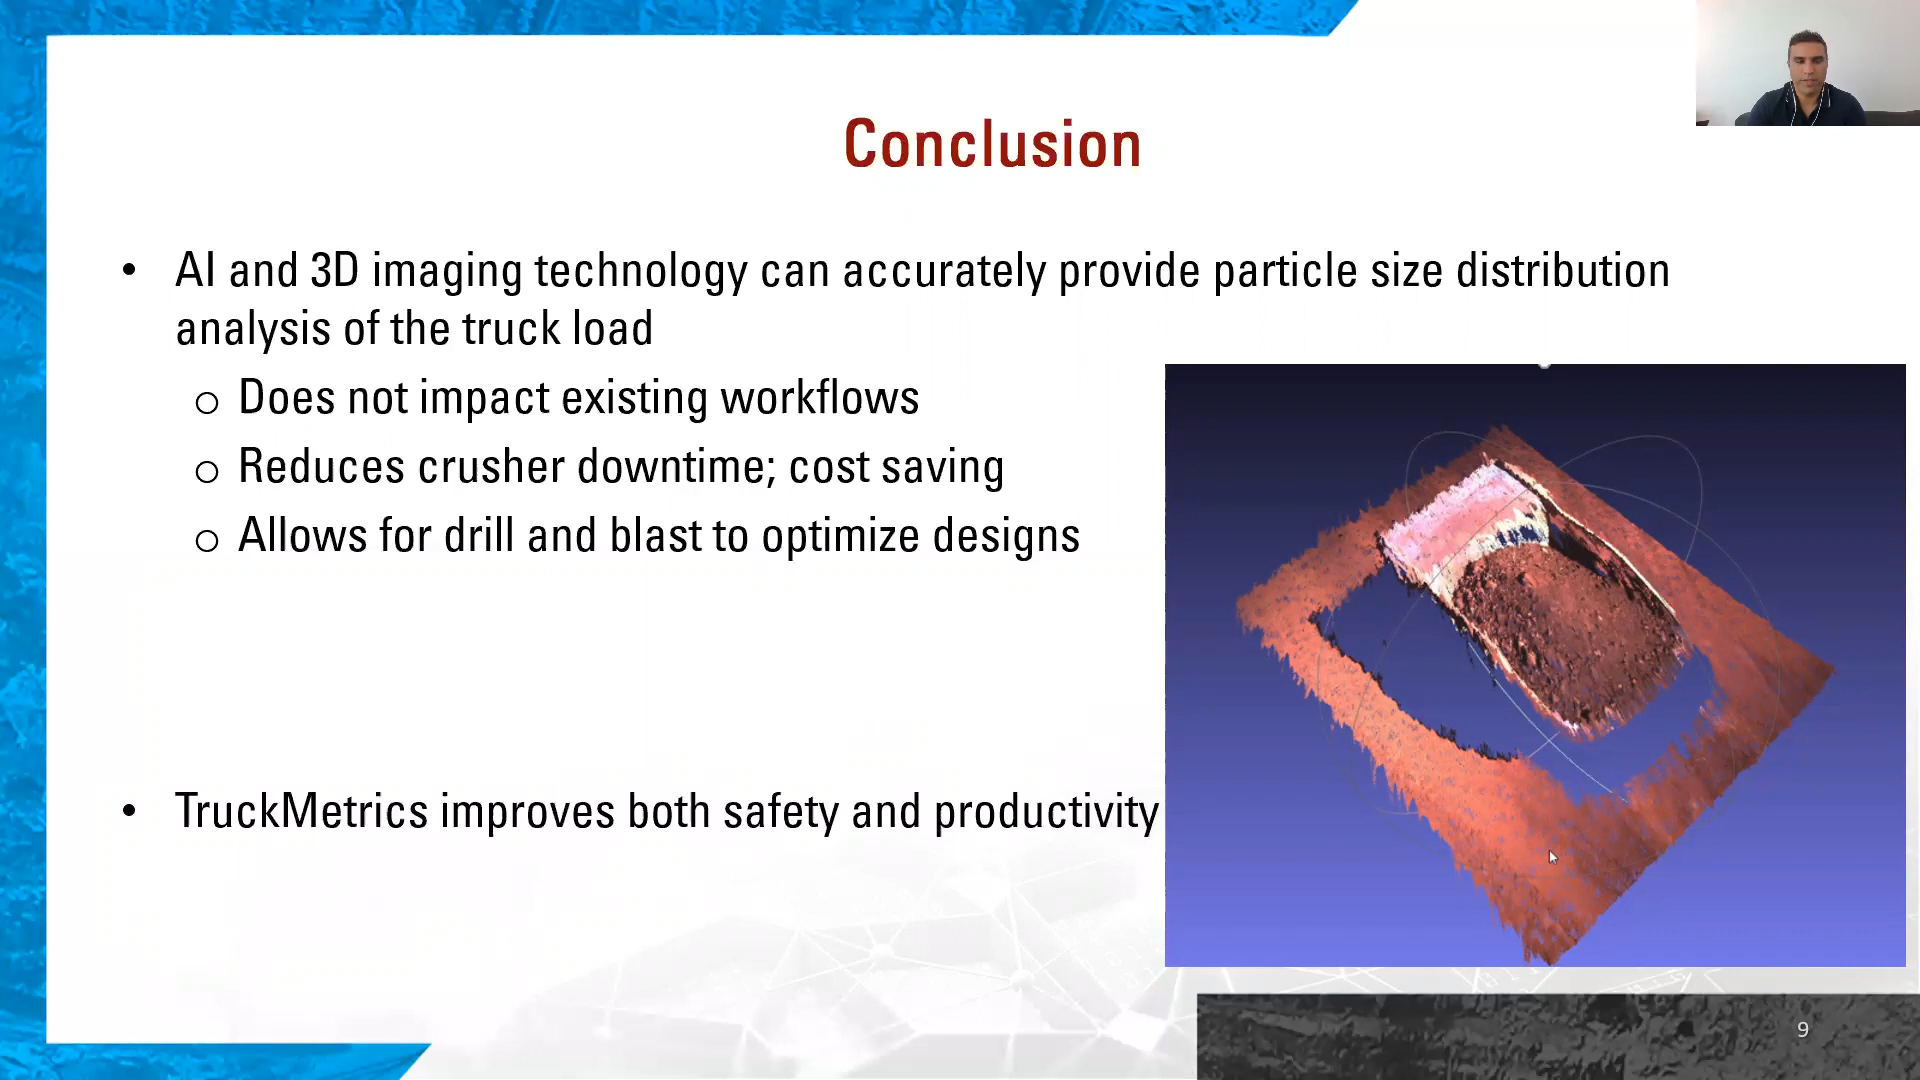 Conclusion
• AI and 3D imaging technology can accurately provide particle size distribution
analysis of the truck load
o Does not impact existing workflows
o Reduces crusher downtime; cost saving
o Allows for drill and blast to optimize designs
• TruckMetrics improves both safety and productivity
9